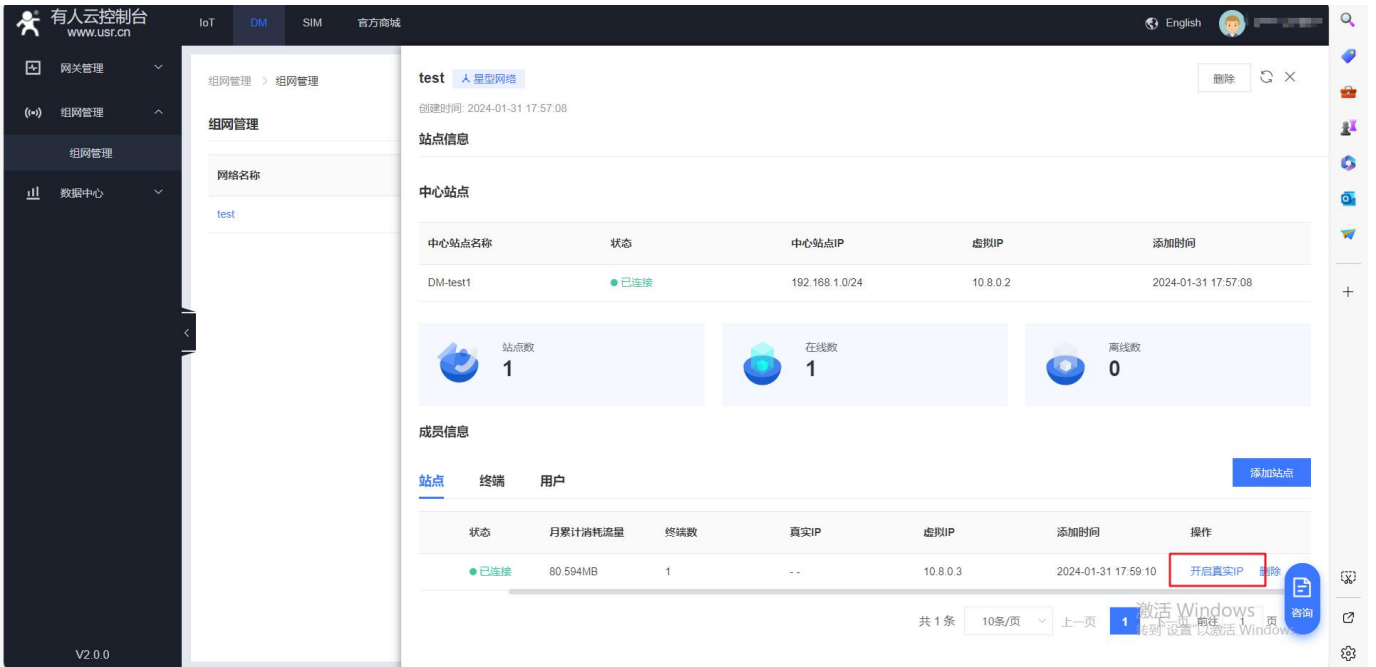 有人云控制台
www.usr.cn
IoT DM SIM 官方商城
English
网关管理
组网管理
组网管理
数据中心
V2.0.0
组网管理 > 组网管理
组网管理
网络名称
test
test 星型网络
删除
创建时间: 2024-01-31 17:57:08
站点信息
中心站点
中心站点名称 状态 中心站点IP 虚拟IP 添加时间
DM-test1 已连接 192.168.1.0/24 10.8.0.2 2024-01-31 17:57:08
站点数
1
在线数
1
离线数
0
成员信息
站点 终端 用户
添加站点
状态 月累计消耗流量 终端数 真实IP 虚拟IP 添加时间 操作
已连接 80.594MB 1 - - 10.8.0.3 2024-01-31 17:59:10 开启真实IP 删除
咨询
共 1 条 10条/页 上一页 1 下一页 前往 1 页
激活 Windows
转到"设置"以激活 Windows